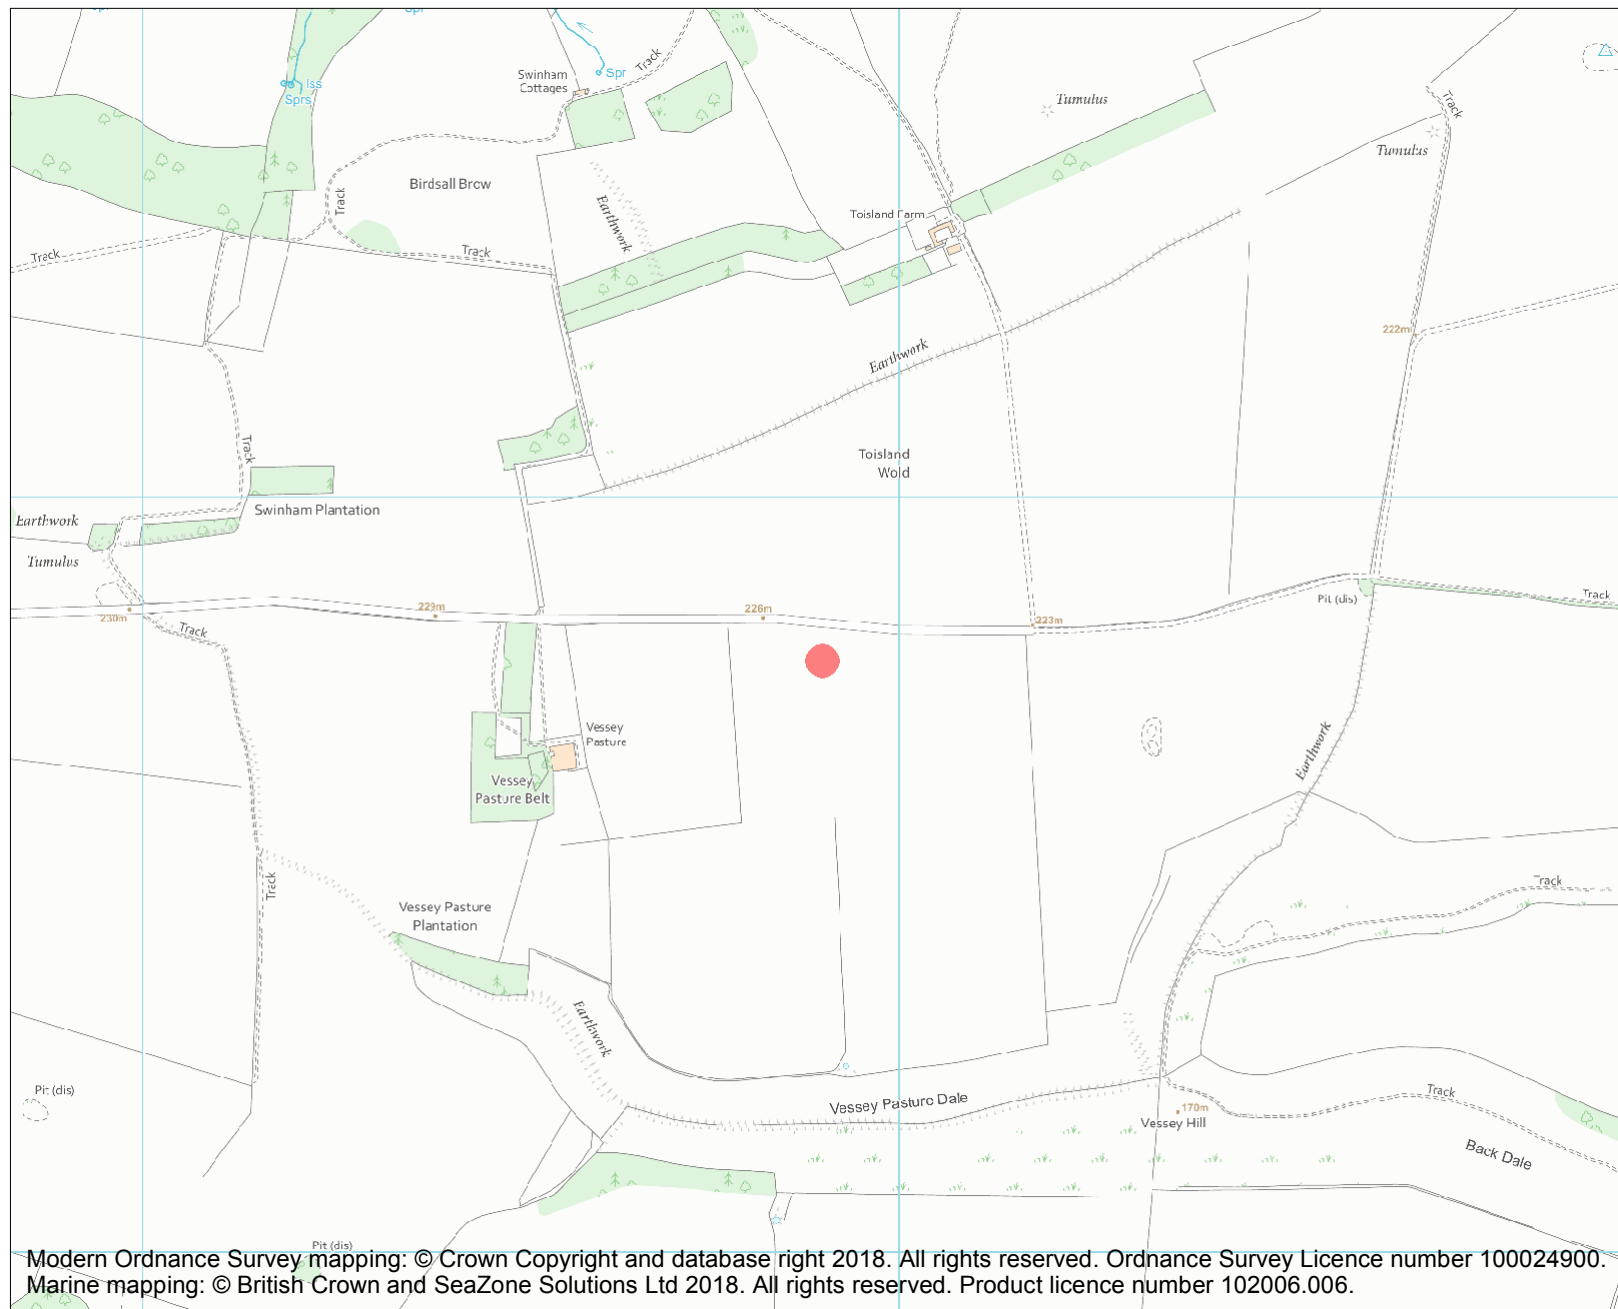 Spr
Track
Swinham
Cottages
Iss
Sprs
Tumulus
Track
Tumulus
Birdsall Brow
Track
Earthwork
Toisland Farm
Track
Track
222m
Earthwork
Toisland
Wold
Track
Swinham Plantation
Earthwork
Tumulus
230m
229m
226m
223m
Pit (dis)
Track
Track
Vessey
Pasture
Vessey
Pasture Belt
Earthwork
Track
Track
Vessey Pasture
Plantation
Earthwork
Pit (dis)
Vessey Pasture Dale
170m
Vessey Hill
Track
Back Dale
Pit (dis)
Modern Ordnance Survey mapping: © Crown Copyright and database right 2018. All rights reserved. Ordnance Survey Licence number 100024900.
Marine mapping: © British Crown and SeaZone Solutions Ltd 2018. All rights reserved. Product licence number 102006.006.